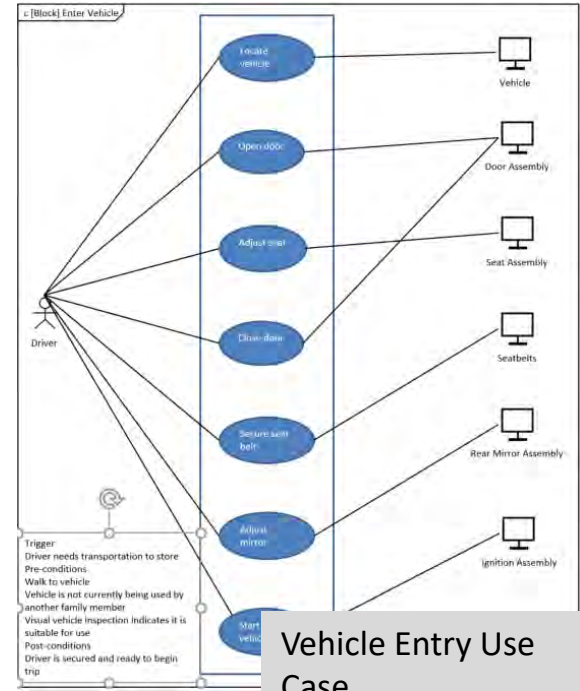 [Block] Enter Vehicle
Locate
vehicle
Vehicle
Open door
Door Assembly
Adjust seat
Seat Assembly
Driver
Close door
Seatbelts
Secure seat
belt
Rear Mirror Assembly
Adjust
mirror
Ignition Assembly
Trigger
Driver needs transportation to store
Pre-conditions
Walk to vehicle
Vehicle is not currently being used by
another family member
Visual vehicle inspection indicates it is
suitable for use
Post-conditions
Driver is secured and ready to begin
trip
Start
Vehicle Entry Use
Case